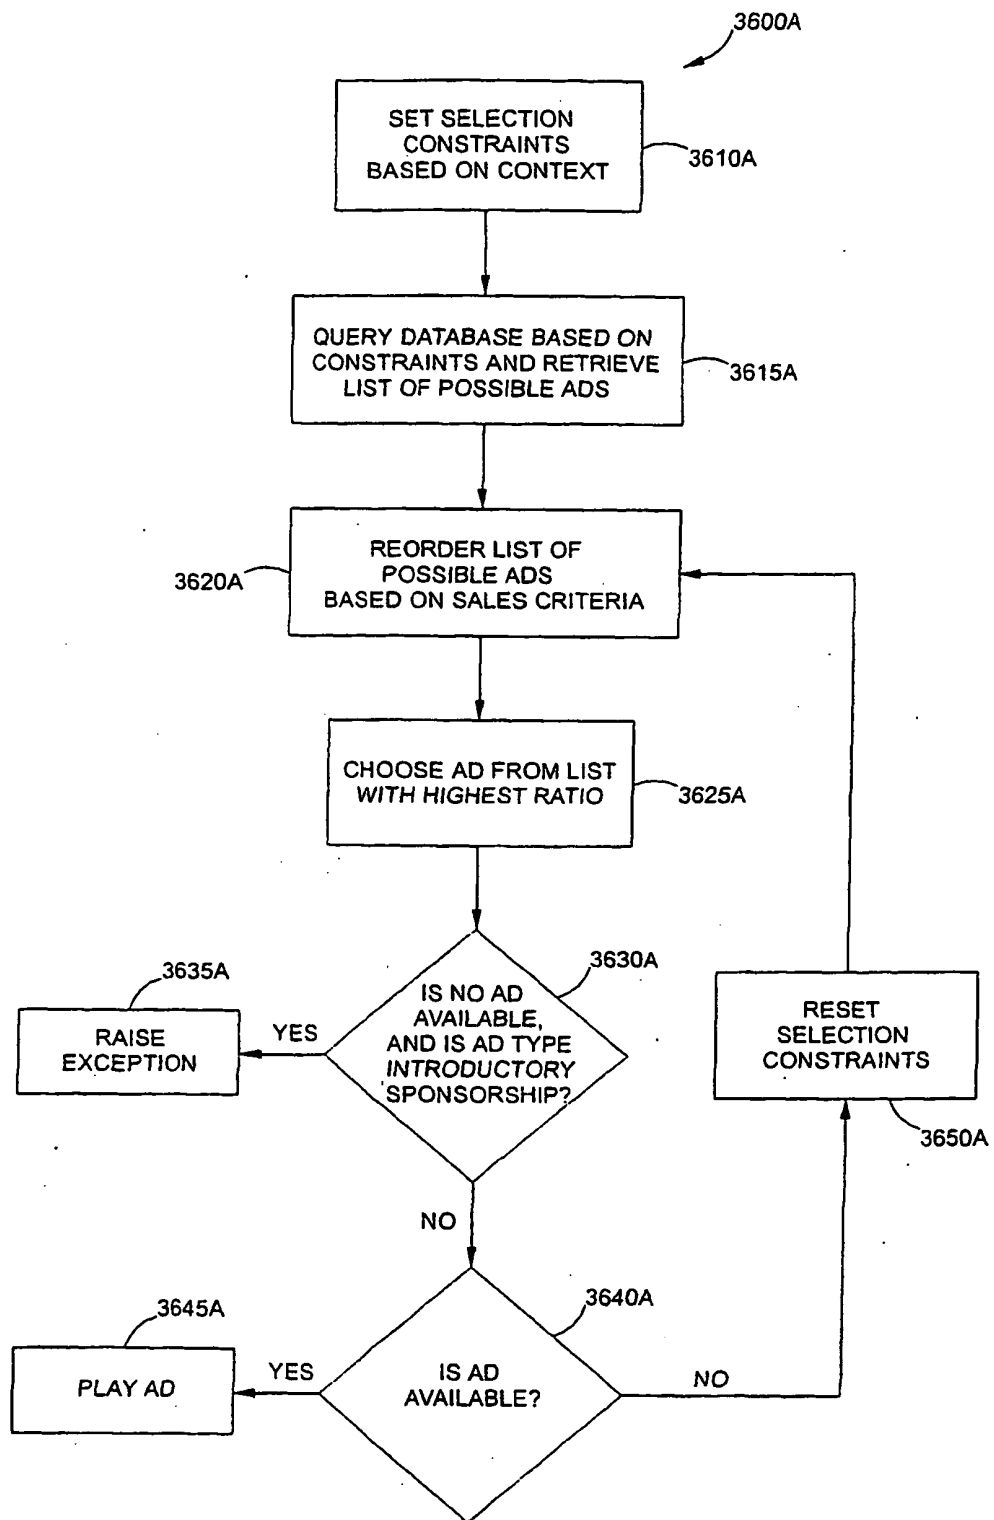 3600A
SET SELECTION
CONSTRAINTS
BASED ON CONTEXT
3610A
QUERY DATABASE BASED ON
CONSTRAINTS AND RETRIEVE
LIST OF POSSIBLE ADS
3615A
REORDER LIST OF
POSSIBLE ADS
BASED ON SALES CRITERIA
3620A
CHOOSE AD FROM LIST
WITH HIGHEST RATIO
3625A
IS NO AD
AVAILABLE,
AND IS AD TYPE
INTRODUCTORY
SPONSORSHIP?
3630A
YES
3635A
RAISE
EXCEPTION
RESET
SELECTION
CONSTRAINTS
3650A
NO
3640A
IS AD
AVAILABLE?
YES
3645A
PLAY AD
NO